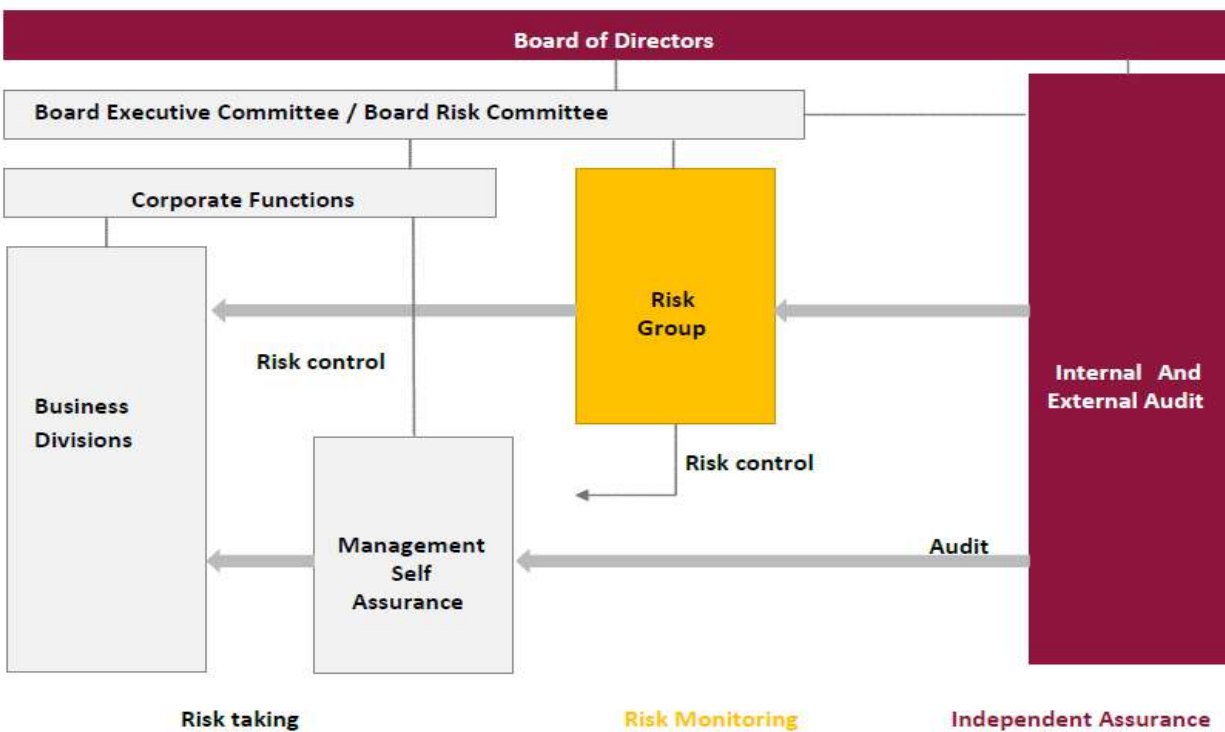 Board of Directors
Board Executive Committee / Board Risk Committee
Corporate Functions
Risk
Group
Risk control
Internal And
External Audit
Business
Divisions
Risk control
Management
Self
Assurance
Audit
Risk taking
Risk Monitoring
Independent Assurance